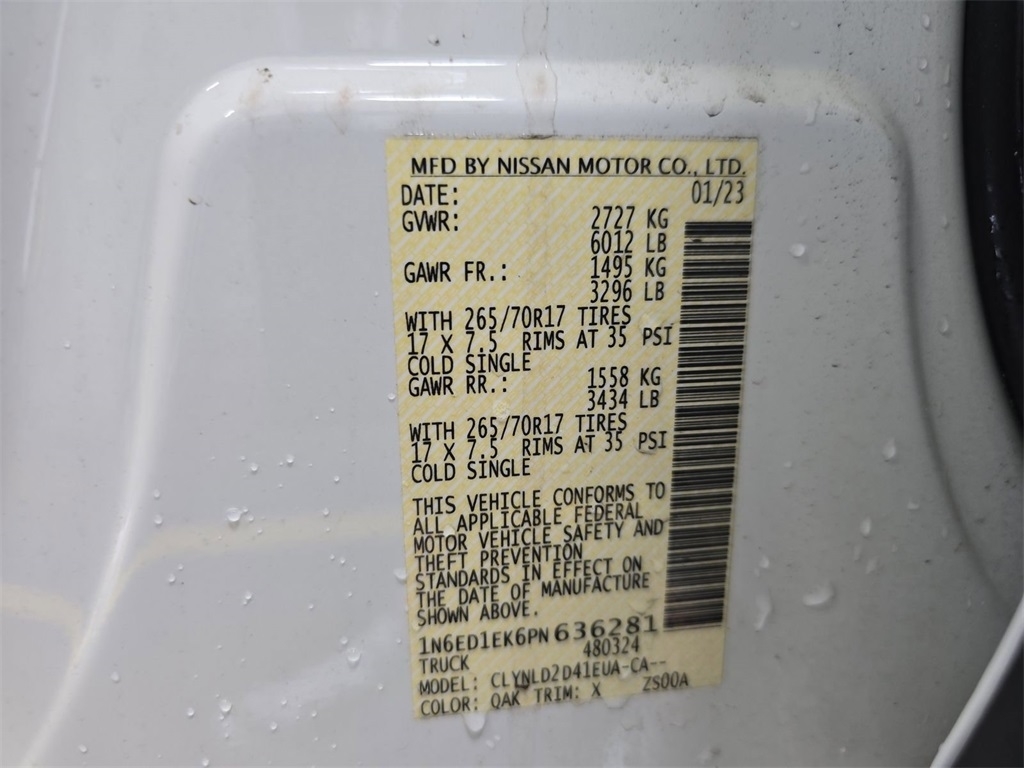 MFD BY NISSAN MOTOR CO., LTD.
DATE: 01/23
GVWR: 2727 KG
6012 LB
GAWR FR.: 1495 KG
3296 LB
WITH 265/70R17 TIRES
17 X 7.5 RIMS AT 35 PSI
COLD SINGLE
GAWR RR.: 1558 KG
3434 LB
WITH 265/70R17 TIRES
17 X 7.5 RIMS AT 35 PSI
COLD SINGLE
THIS VEHICLE CONFORMS TO
ALL APPLICABLE FEDERAL
MOTOR VEHICLE SAFETY AND
THEFT PREVENTION
STANDARDS IN EFFECT ON
THE DATE OF MANUFACTURE
SHOWN ABOVE.
1N6ED1EK6PN 636281
TRUCK 480324
MODEL: CLYNLD2D41EUA-CA--
COLOR: QAK TRIM: X ZS00A